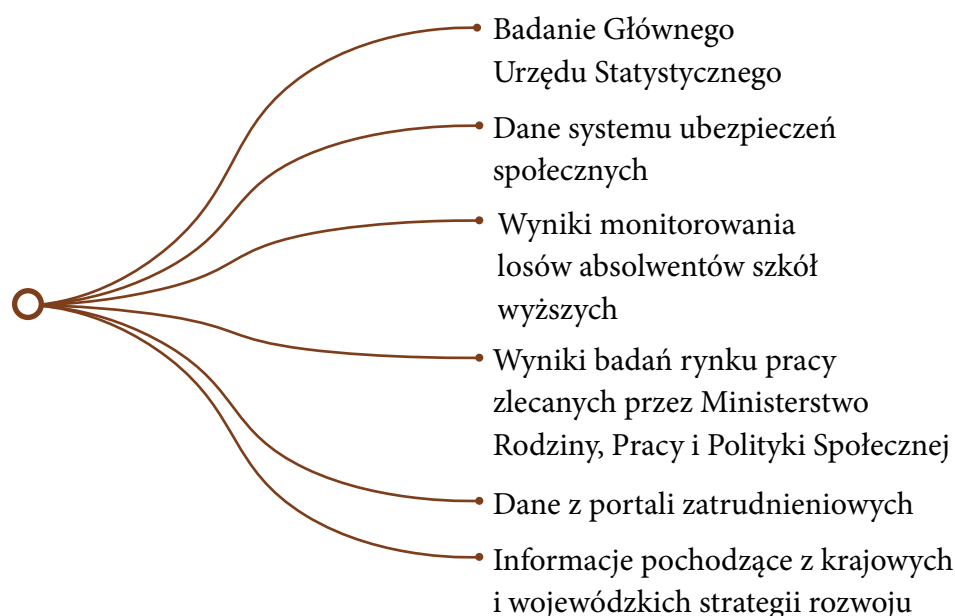 Badanie Głównego
Urzędu Statystycznego
Dane systemu ubezpieczeń
społecznych
Wyniki monitorowania
losów absolwentów szkół
wyższych
Wyniki badań rynku pracy
zlecanych przez Ministerstwo
Rodziny, Pracy i Polityki Społecznej
Dane z portali zatrudnieniowych
Informacje pochodzące z krajowych
i wojewódzkich strategii rozwoju